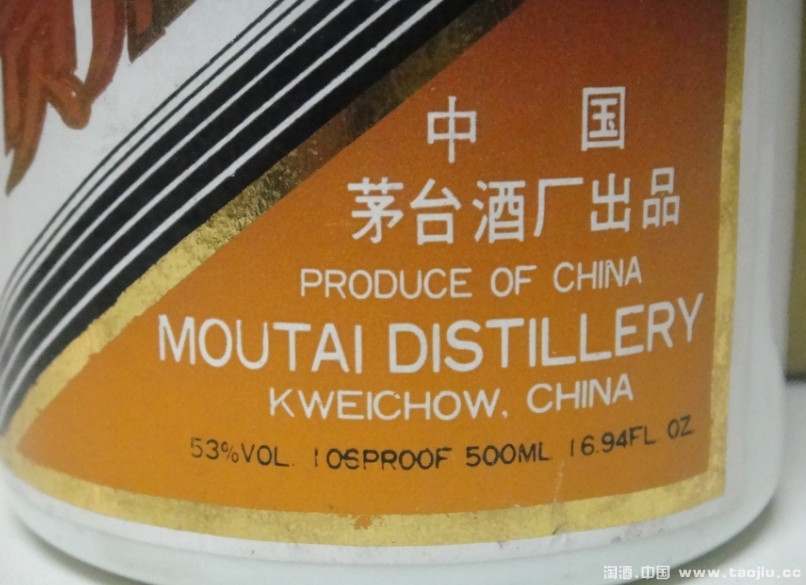 中国
茅台酒厂出品
PRODUCE OF CHINA
MOUTAI DISTILLERY
KWEICHOW, CHINA
53%VOL. 106PROOF 500ML 16.94FL OZ
淘酒.中国 www.taojiu.cc